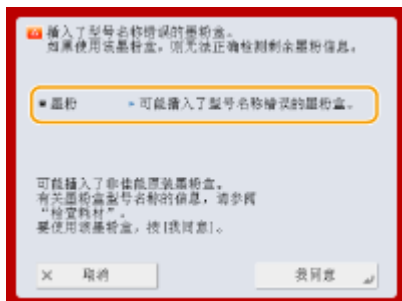 插入了型号名称错误的墨粉盒。
如果使用该墨粉盒，则无法正确检测剩余墨粉信息。
■ 墨粉 ▸ 可能插入了型号名称错误的墨粉盒。
可能插入了非佳能原装墨粉盒。
有关墨粉盒型号名称的信息，请参阅
“检查耗材”。
要使用该墨粉盒，按[我同意]。
× 取消 我同意